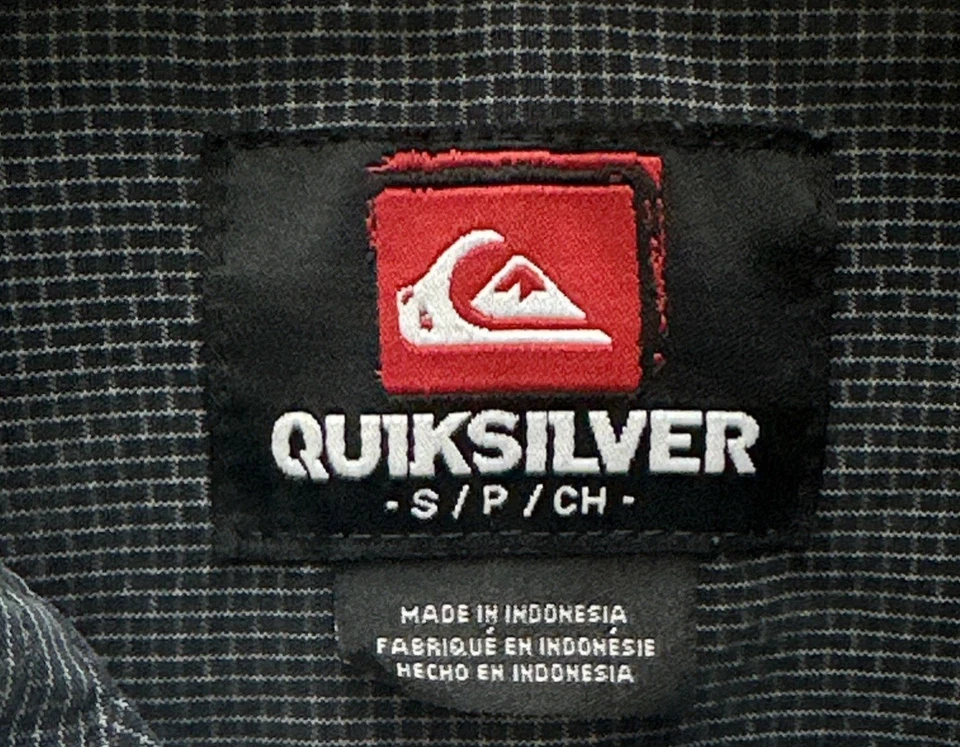 QUIKSILVER
- S / P / CH -
MADE IN INDONESIA
FABRIQUÉ EN INDONÉSIE
HECHO EN INDONESIA